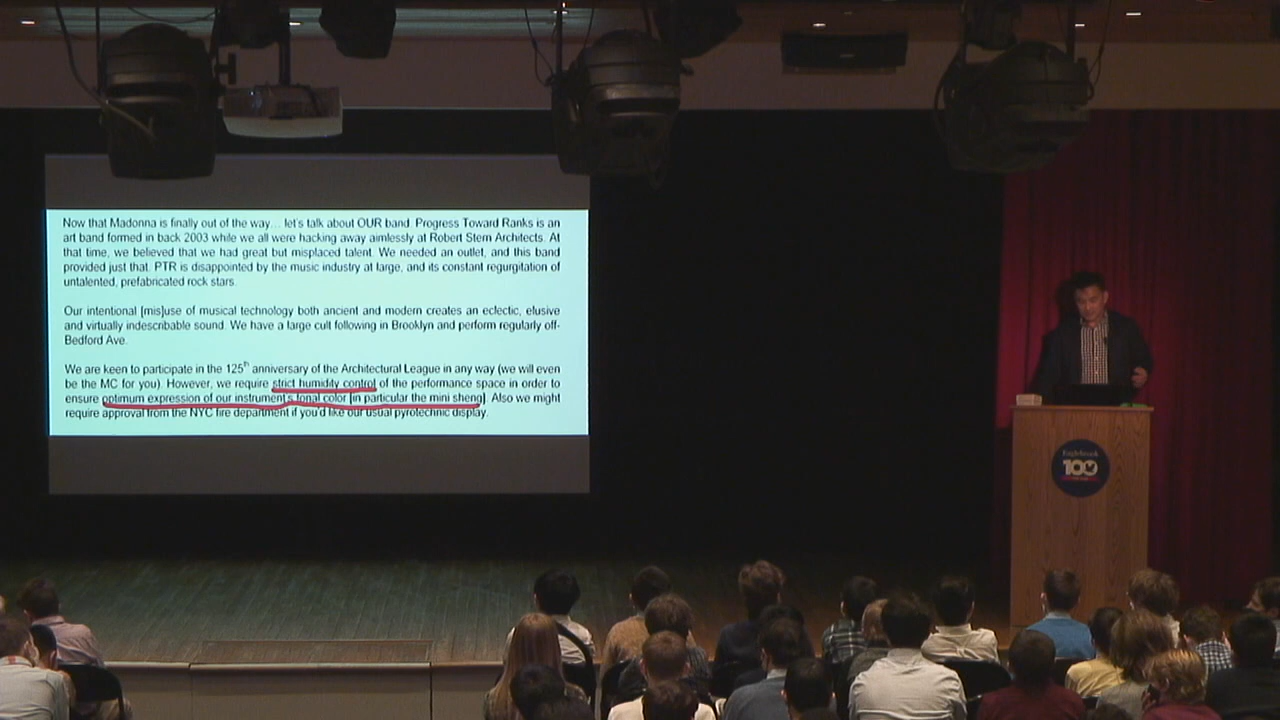 Now that Madonna is finally out of the way... let's talk about OUR band. Progress Toward Ranks is an
art band formed in back 2003 while we all were hacking away aimlessly at Robert Stern Architects. At
that time, we believed that we had great but misplaced talent. We needed an outlet, and this band
provided just that. PTR is disappointed by the music industry at large, and its constant regurgitation of
untalented, prefabricated rock stars.
Our intentional [mis]use of musical technology both ancient and modern creates an eclectic, elusive
and virtually indescribable sound. We have a large cult following in Brooklyn and perform regularly off-
Bedford Ave.
We are keen to participate in the 125th anniversary of the Architectural League in any way (we will even
be the MC for you). However, we require strict humidity control of the performance space in order to
ensure optimum expression of our instrument's tonal color [in particular the mini sheng]. Also we might
require approval from the NYC fire department if you'd like our usual pyrotechnic display.
Eaglebrook
100